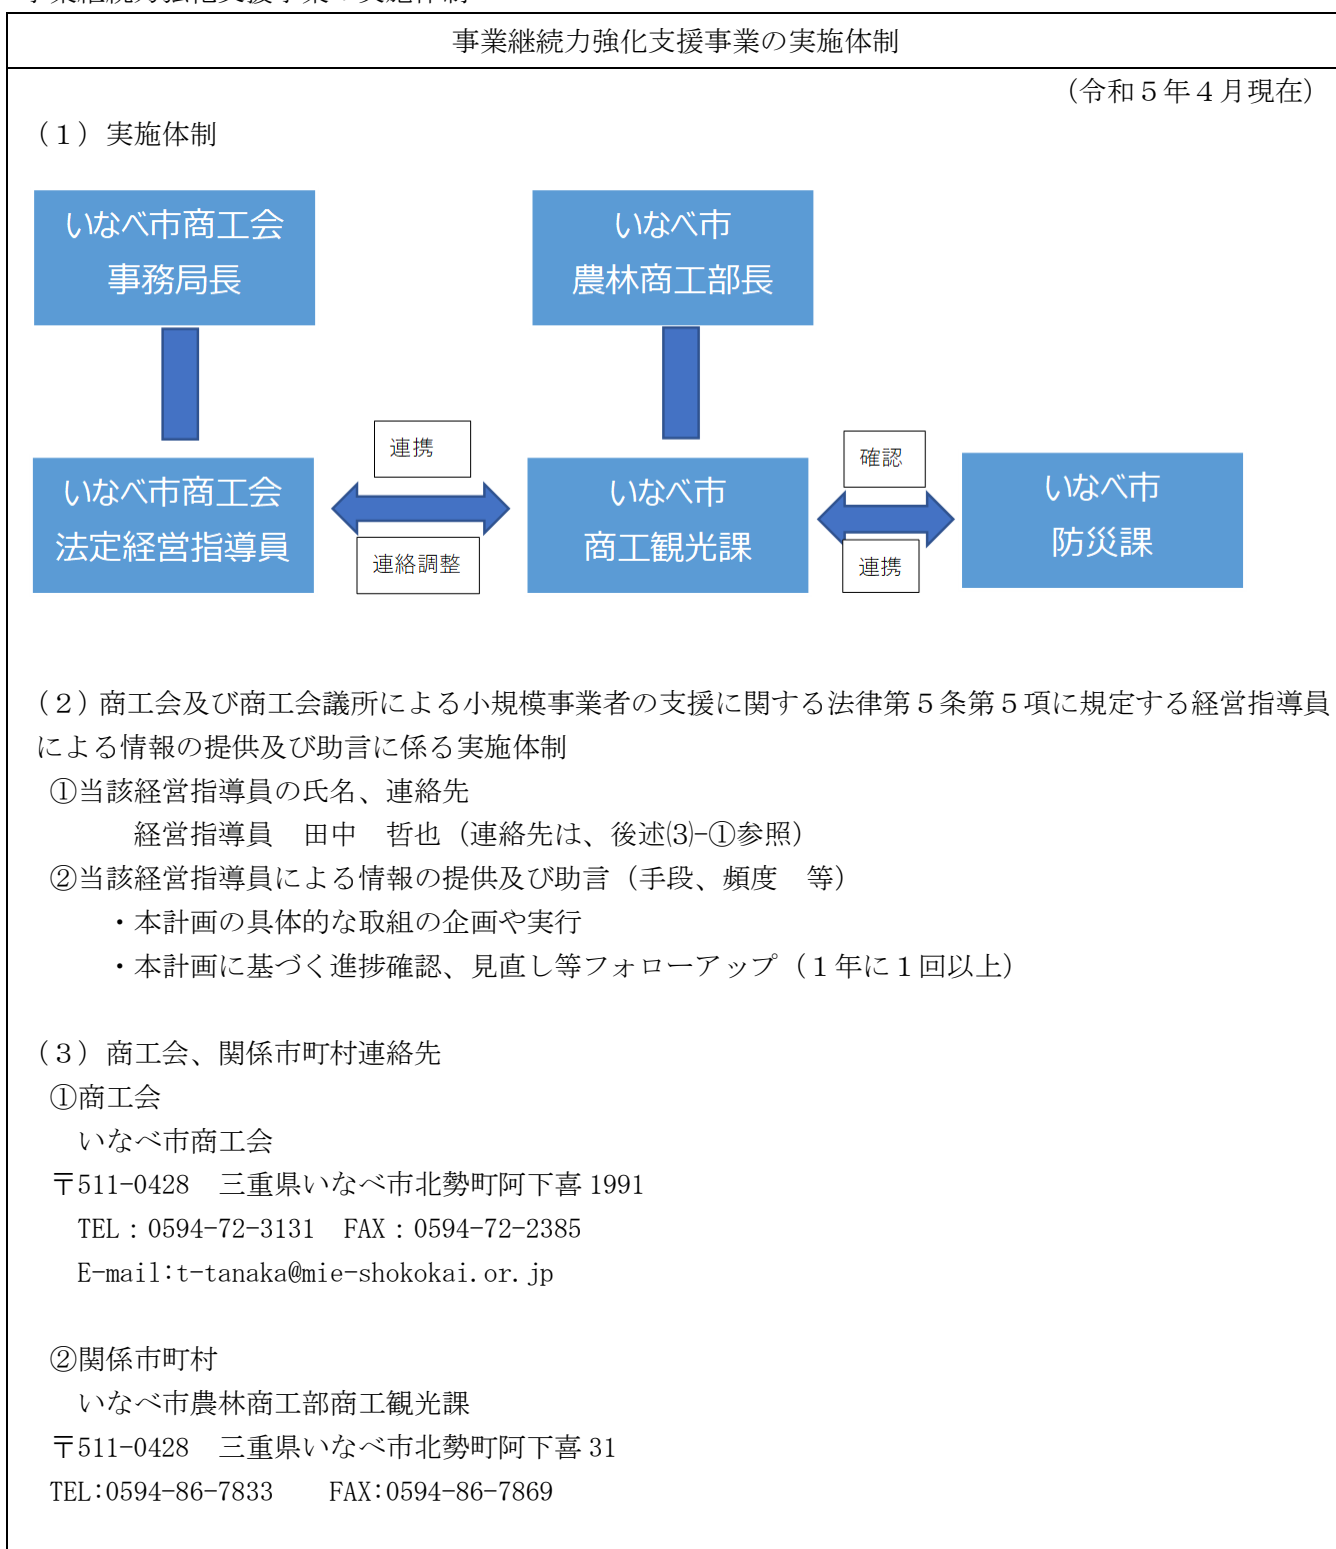 事業継続力強化支援事業の実施体制
事業継続力強化支援事業の実施体制
（令和５年４月現在）
（１）実施体制
いなべ市商工会
事務局長
いなべ市
農林商工部長
連携
確認
いなべ市商工会
法定経営指導員
いなべ市
商工観光課
いなべ市
防災課
連絡調整
連携
（２）商工会及び商工会議所による小規模事業者の支援に関する法律第５条第５項に規定する経営指導員
による情報の提供及び助言に係る実施体制
①当該経営指導員の氏名、連絡先
経営指導員　田中　哲也（連絡先は、後述⑶-①参照）
②当該経営指導員による情報の提供及び助言（手段、頻度　等）
・本計画の具体的な取組の企画や実行
・本計画に基づく進捗確認、見直し等フォローアップ（１年に１回以上）
（３）商工会、関係市町村連絡先
①商工会
いなべ市商工会
〒511-0428　三重県いなべ市北勢町阿下喜 1991
TEL：0594-72-3131　FAX：0594-72-2385
E-mail:t-tanaka@mie-shokokai.or.jp
②関係市町村
いなべ市農林商工部商工観光課
〒511-0428　三重県いなべ市北勢町阿下喜 31
TEL:0594-86-7833　　FAX:0594-86-7869